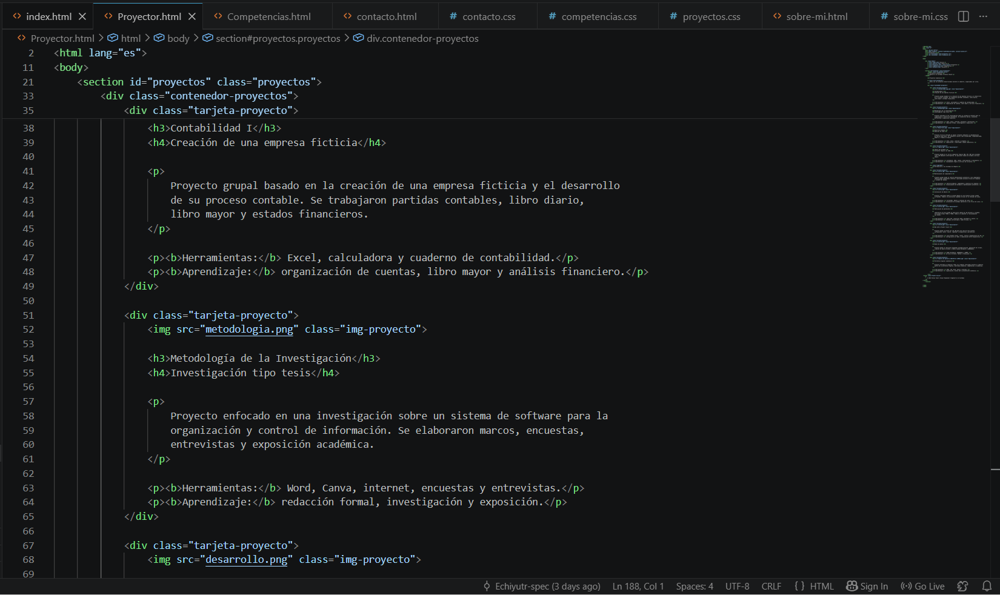 index.html
Proyector.html
Competencias.html
contacto.html
# contacto.css
# competencias.css
# proyectos.css
sobre-mi.html
# sobre-mi.css
Proyector.html > html > body > section#proyectos.proyectos > div.contenedor-proyectos
2 <html lang="es">
11 <body>
21 <section id="proyectos" class="proyectos">
33 <div class="contenedor-proyectos">
35 <div class="tarjeta-proyecto">
38 <h3>Contabilidad I</h3>
39 <h4>Creación de una empresa ficticia</h4>
40
41 <p>
42 Proyecto grupal basado en la creación de una empresa ficticia y el desarrollo
43 de su proceso contable. Se trabajaron partidas contables, libro diario,
44 libro mayor y estados financieros.
45 </p>
46
47 <p><b>Herramientas:</b> Excel, calculadora y cuaderno de contabilidad.</p>
48 <p><b>Aprendizaje:</b> organización de cuentas, libro mayor y análisis financiero.</p>
49 </div>
50
51 <div class="tarjeta-proyecto">
52 <img src="metodologia.png" class="img-proyecto">
53
54 <h3>Metodología de la Investigación</h3>
55 <h4>Investigación tipo tesis</h4>
56
57 <p>
58 Proyecto enfocado en una investigación sobre un sistema de software para la
59 organización y control de información. Se elaboraron marcos, encuestas,
60 entrevistas y exposición académica.
61 </p>
62
63 <p><b>Herramientas:</b> Word, Canva, internet, encuestas y entrevistas.</p>
64 <p><b>Aprendizaje:</b> redacción formal, investigación y exposición.</p>
65 </div>
66
67 <div class="tarjeta-proyecto">
68 <img src="desarrollo.png" class="img-proyecto">
69
Echiyutr-spec (3 days ago) Ln 188, Col 1 Spaces: 4 UTF-8 CRLF {} HTML Sign In Go Live